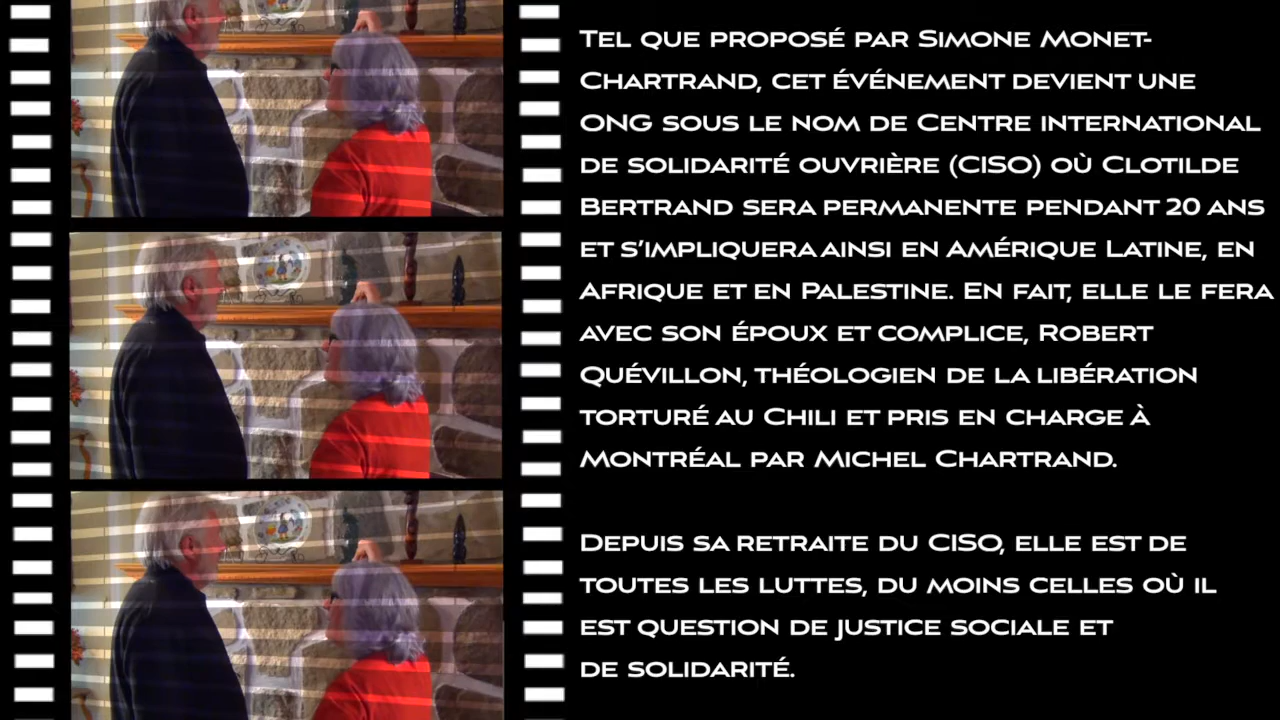 Tel que proposé par Simone Monet-
Chartrand, cet événement devient une
ONG sous le nom de Centre international
de solidarité ouvrière (CISO) où Clotilde
Bertrand sera permanente pendant 20 ans
et s'impliquera ainsi en Amérique Latine, en
Afrique et en Palestine. En fait, elle le fera
avec son époux et complice, Robert
Quévillon, théologien de la libération
torturé au Chili et pris en charge à
Montréal par Michel Chartrand.
Depuis sa retraite du CISO, elle est de
toutes les luttes, du moins celles où il
est question de justice sociale et
de solidarité.